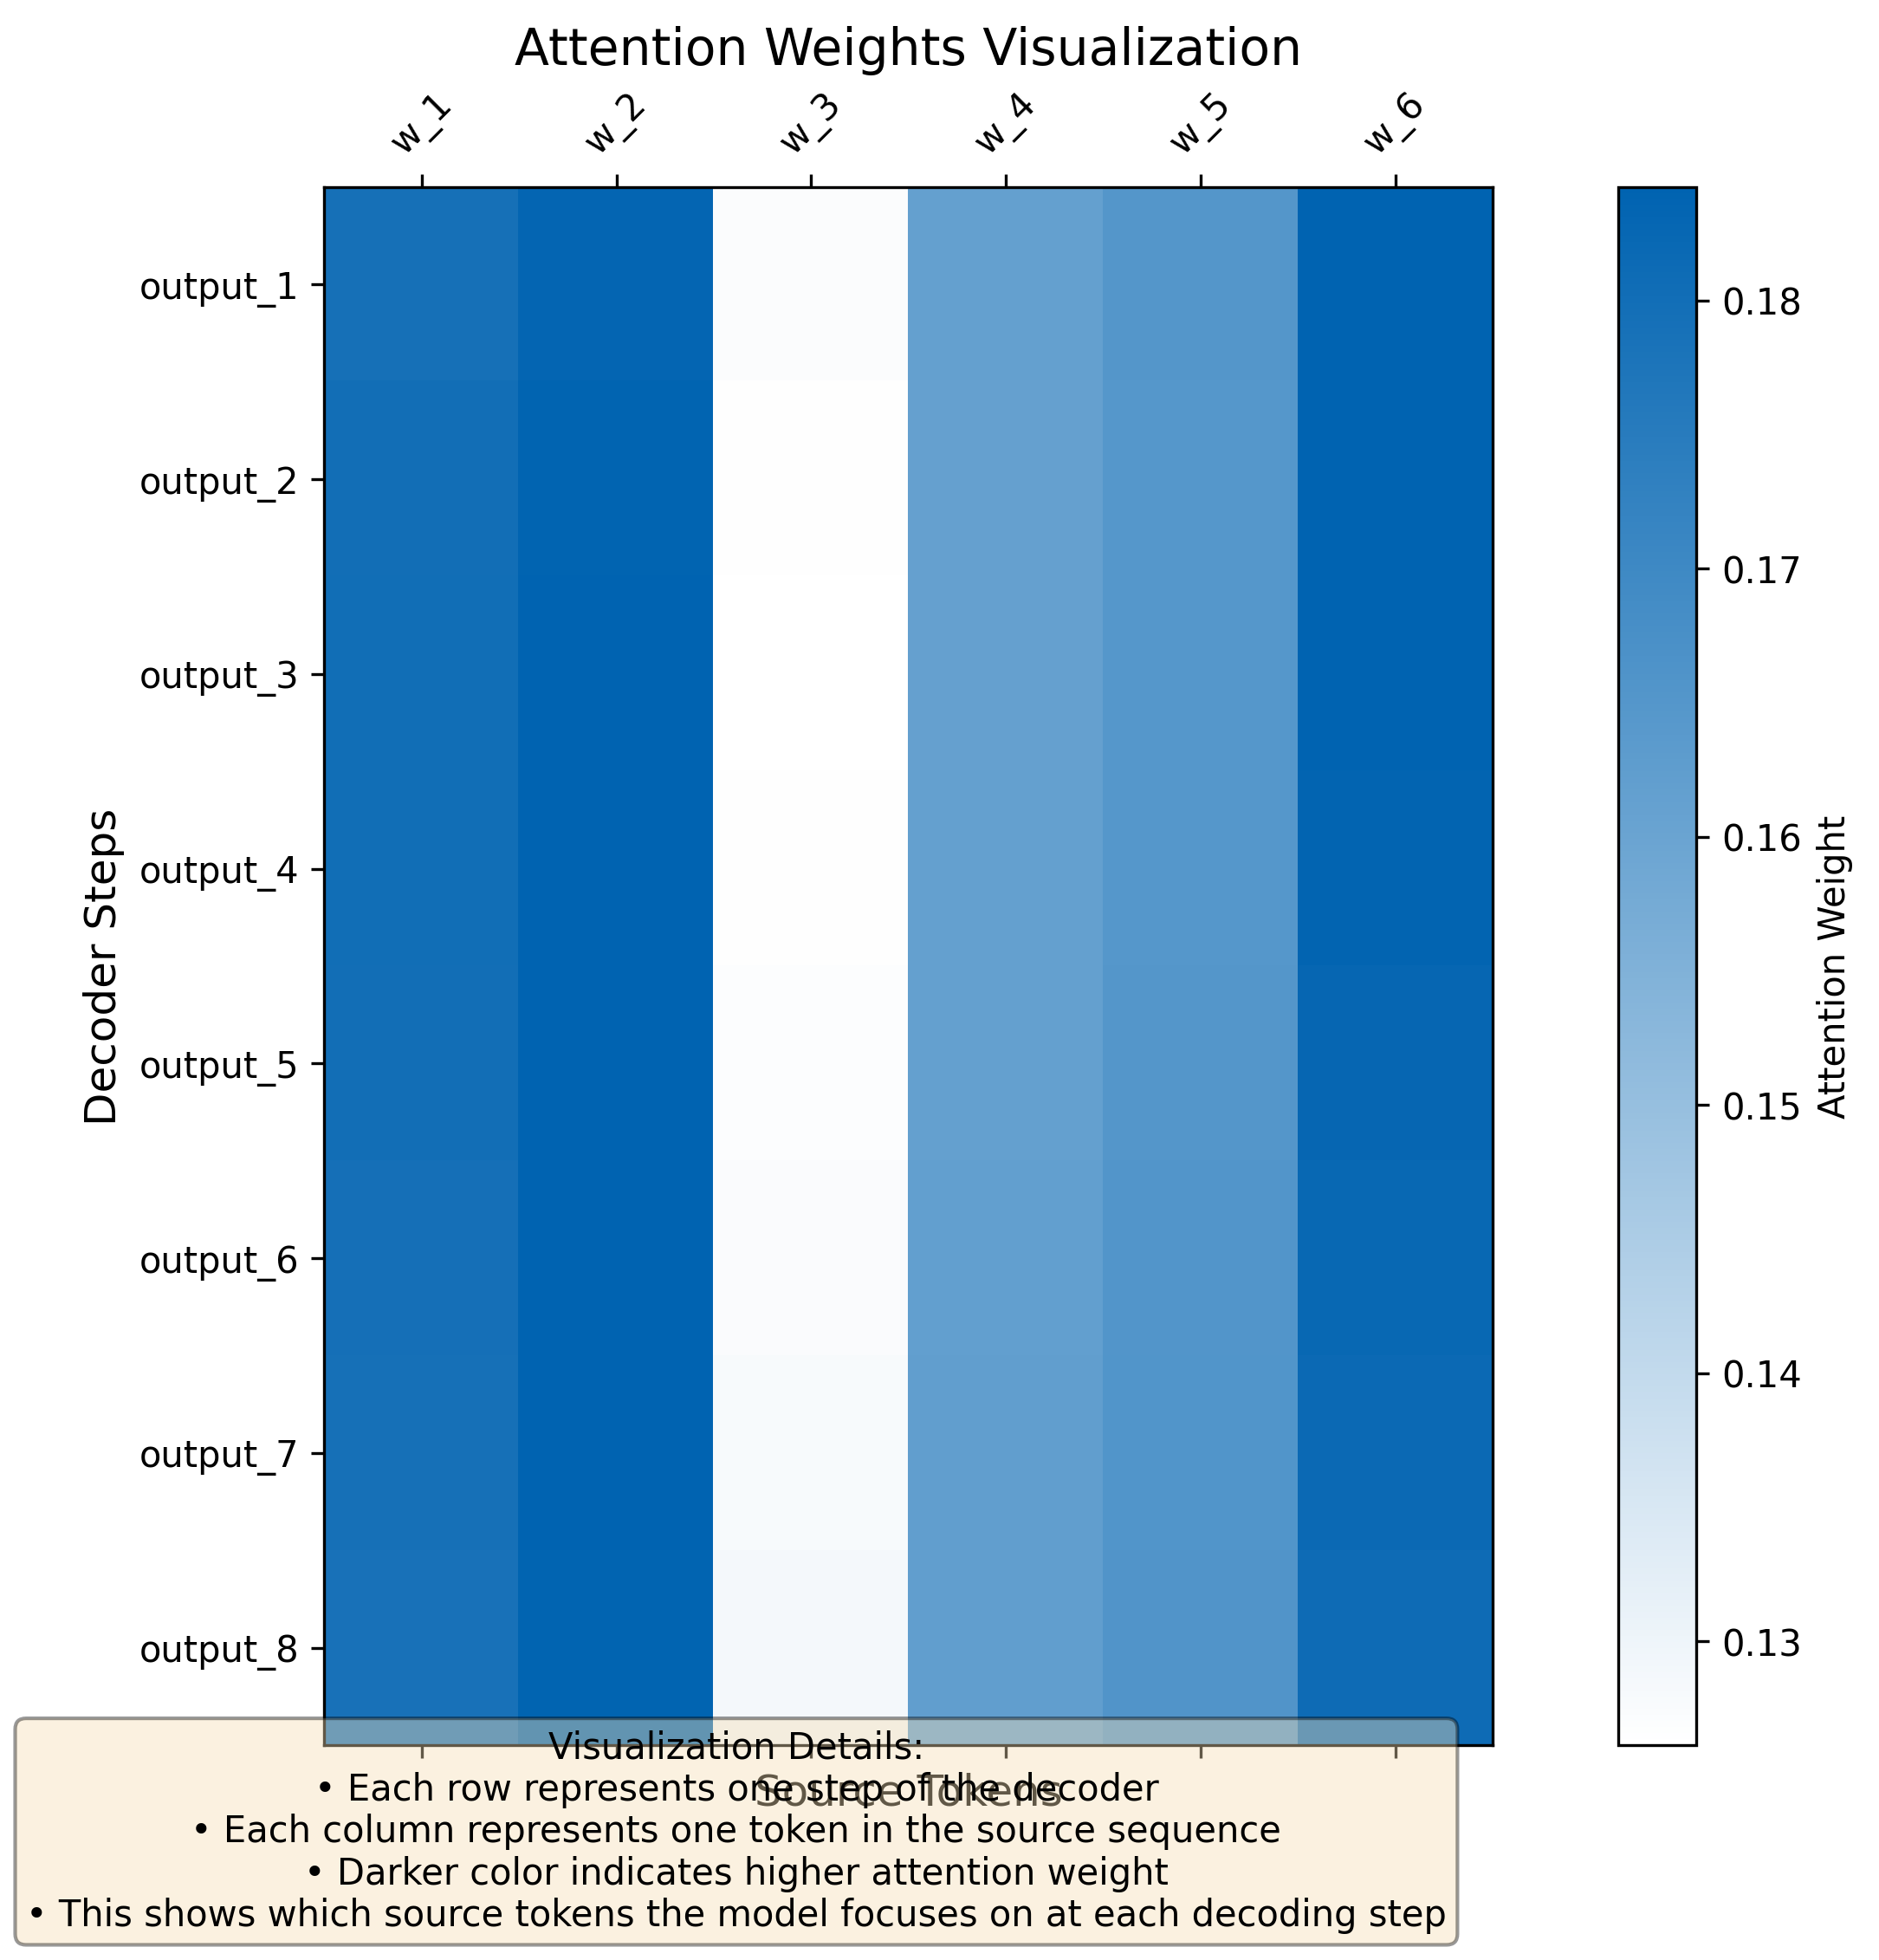 Attention Weights Visualization
w_1 w_2 w_3 w_4 w_5 w_6
output_1
output_2
output_3
output_4
output_5
output_6
output_7
output_8
Decoder Steps
0.18
0.17
0.16
0.15
0.14
0.13
Attention Weight
Source Tokens
Visualization Details:
• Each row represents one step of the decoder
• Each column represents one token in the source sequence
• Darker color indicates higher attention weight
• This shows which source tokens the model focuses on at each decoding step